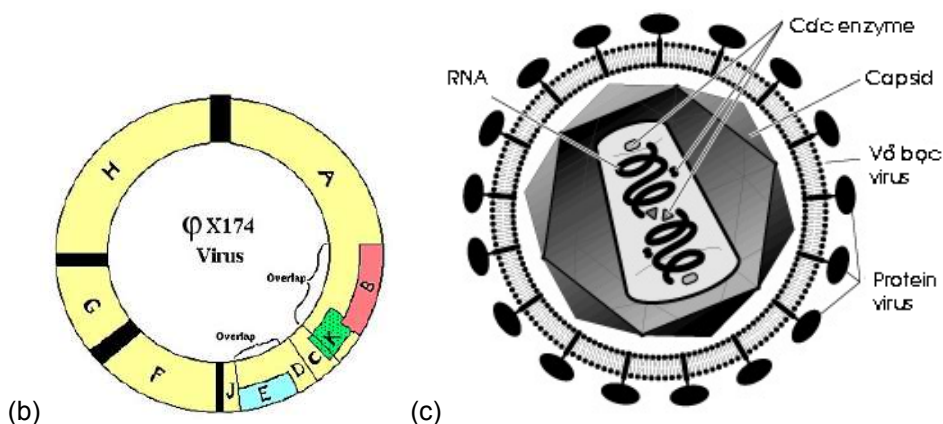 H
A
φX174
Virus
Overlap
B
G
Overlap
K
C
D
F
J
E
(b)
Các enzyme
RNA
Capsid
Vỏ bọc
virus
Protein
virus
(c)